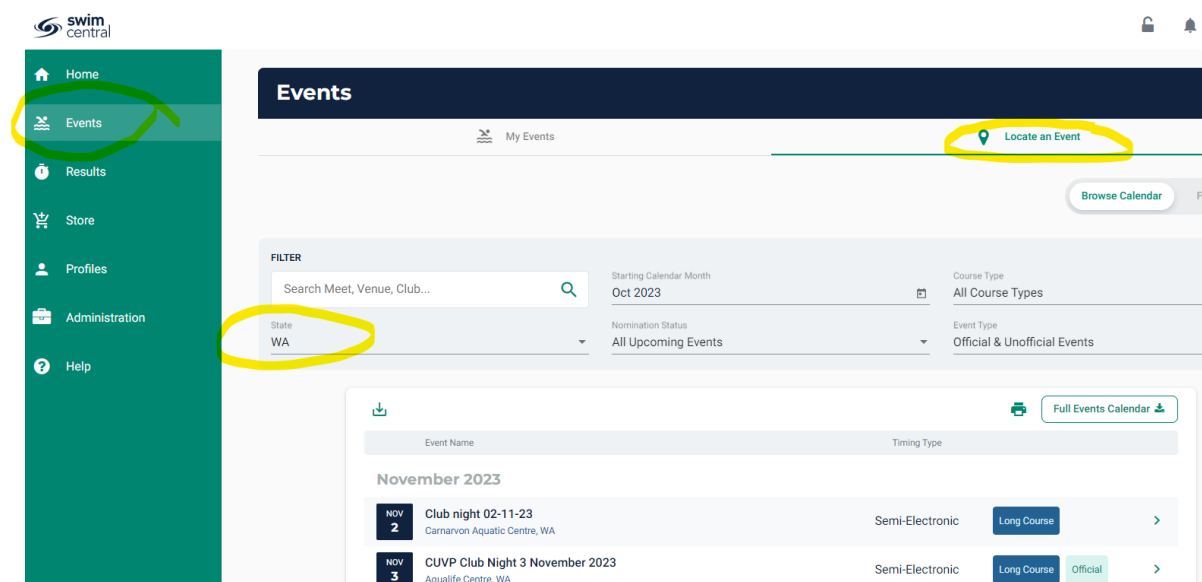 swim
central
Home
Events
Results
Store
Profiles
Administration
Help
Events
My Events
Locate an Event
Browse Calendar
F
FILTER
Search Meet, Venue, Club...
Starting Calendar Month
Oct 2023
Course Type
All Course Types
State
WA
Nomination Status
All Upcoming Events
Event Type
Official & Unofficial Events
Full Events Calendar
Event Name
Timing Type
November 2023
NOV
2
Club night 02-11-23
Carnarvon Aquatic Centre, WA
Semi-Electronic
Long Course
NOV
3
CUVP Club Night 3 November 2023
Aqualife Centre, WA
Semi-Electronic
Long Course
Official